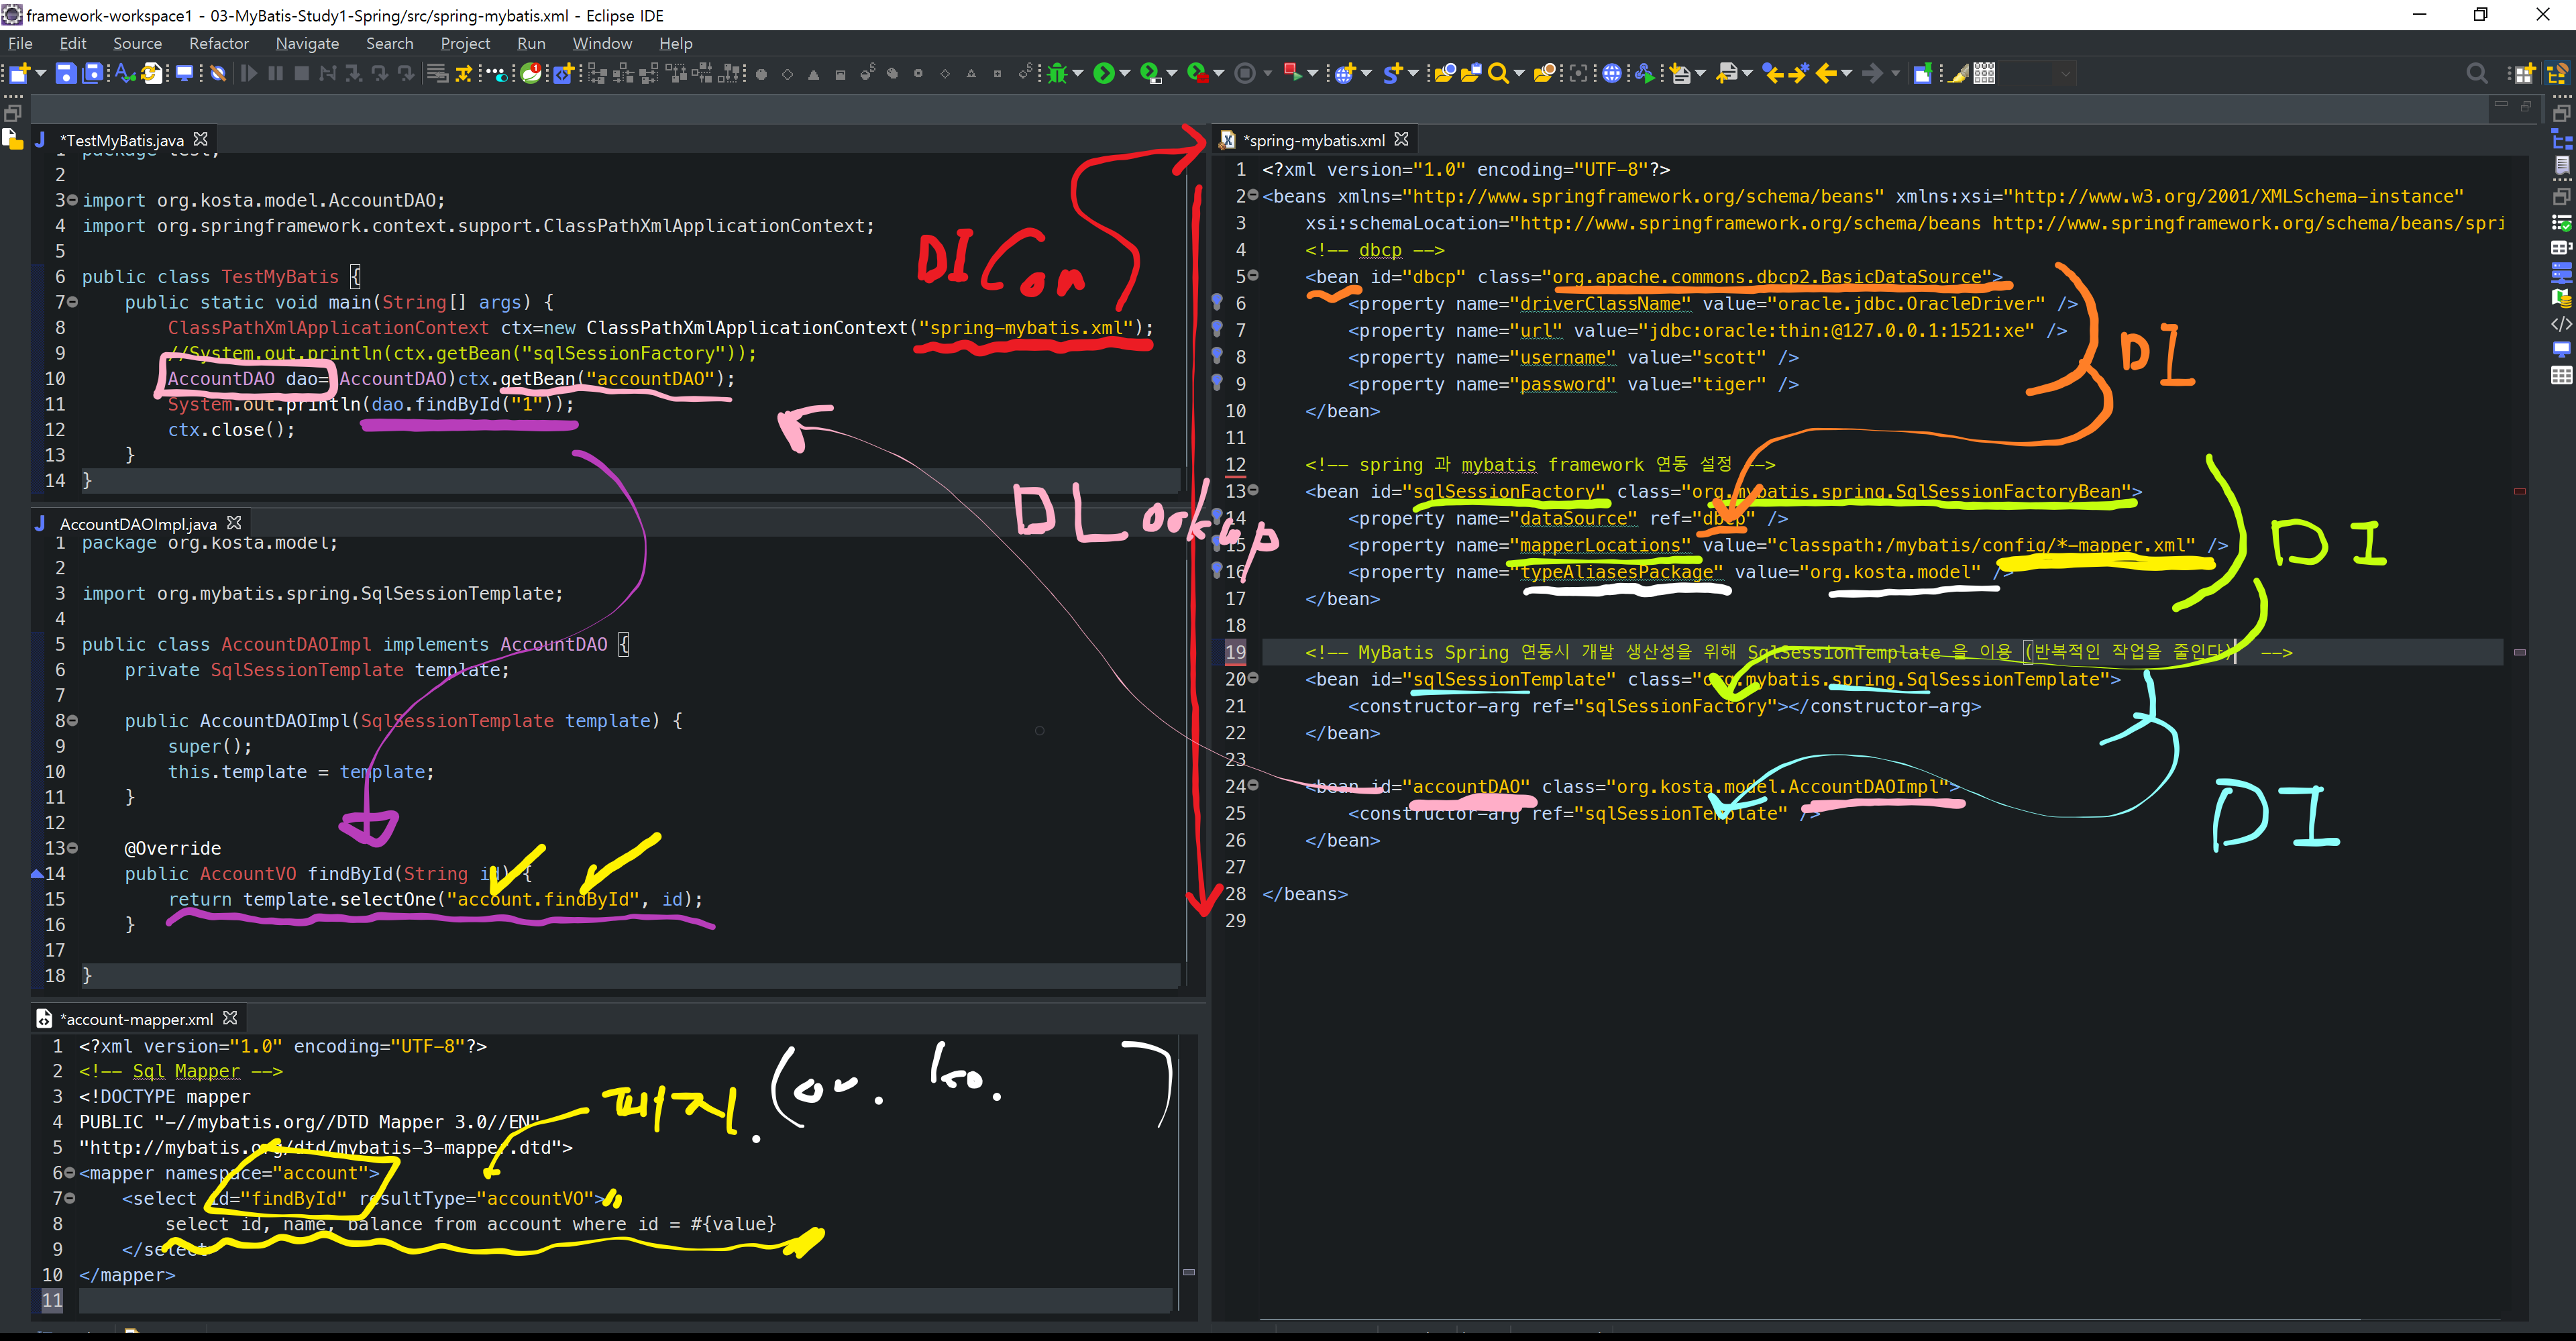 framework-workspace1 - 03-MyBatis-Study1-Spring/src/spring-mybatis.xml - Eclipse IDE
File Edit Source Refactor Navigate Search Project Run Window Help
*TestMyBatis.java
1 package test;
2
3 import org.kosta.model.AccountDAO;
4 import org.springframework.context.support.ClassPathXmlApplicationContext;
5
6 public class TestMyBatis {
7 public static void main(String[] args) {
8 ClassPathXmlApplicationContext ctx=new ClassPathXmlApplicationContext("spring-mybatis.xml");
9 //System.out.println(ctx.getBean("sqlSessionFactory"));
10 AccountDAO dao=(AccountDAO)ctx.getBean("accountDAO");
11 System.out.println(dao.findById("1"));
12 ctx.close();
13 }
14 }
DICon
DLookup
AccountDAOImpl.java
1 package org.kosta.model;
2
3 import org.mybatis.spring.SqlSessionTemplate;
4
5 public class AccountDAOImpl implements AccountDAO {
6 private SqlSessionTemplate template;
7
8 public AccountDAOImpl(SqlSessionTemplate template) {
9 super();
10 this.template = template;
11 }
12
13 @Override
14 public AccountVO findById(String id) {
15 return template.selectOne("account.findById", id);
16 }
17
18 }
*account-mapper.xml
1 <?xml version="1.0" encoding="UTF-8"?>
2 <!-- Sql Mapper -->
3 <!DOCTYPE mapper
4 PUBLIC "-//mybatis.org//DTD Mapper 3.0//EN"
5 "http://mybatis.org/dtd/mybatis-3-mapper.dtd">
6 <mapper namespace="account">
7 <select id="findById" resultType="accountVO">
8 select id, name, balance from account where id = #{value}
9 </select
10 </mapper>
11
*spring-mybatis.xml
1 <?xml version="1.0" encoding="UTF-8"?>
2 <beans xmlns="http://www.springframework.org/schema/beans" xmlns:xsi="http://www.w3.org/2001/XMLSchema-instance"
3 xsi:schemaLocation="http://www.springframework.org/schema/beans http://www.springframework.org/schema/beans/spri
4 <!-- dbcp -->
5 <bean id="dbcp" class="org.apache.commons.dbcp2.BasicDataSource">
6 <property name="driverClassName" value="oracle.jdbc.OracleDriver" />
7 <property name="url" value="jdbc:oracle:thin:@127.0.0.1:1521:xe" />
8 <property name="username" value="scott" />
9 <property name="password" value="tiger" />
10 </bean>
11
12 <!-- spring 과 mybatis framework 연동 설정 -->
13 <bean id="sqlSessionFactory" class="org.mybatis.spring.SqlSessionFactoryBean">
14 <property name="dataSource" ref="dbcp" />
15 <property name="mapperLocations" value="classpath:/mybatis/config/*-mapper.xml" />
16 <property name="typeAliasesPackage" value="org.kosta.model" />
17 </bean>
18
19 <!-- MyBatis Spring 연동시 개발 생산성을 위해 SqlSessionTemplate 을 이용 (반복적인 작업을 줄인다) -->
20 <bean id="sqlSessionTemplate" class="org.mybatis.spring.SqlSessionTemplate">
21 <constructor-arg ref="sqlSessionFactory"></constructor-arg>
22 </bean>
23
24 <bean id="accountDAO" class="org.kosta.model.AccountDAOImpl">
25 <constructor-arg ref="sqlSessionTemplate" />
26 </bean>
27
28 </beans>
29
DI
DI
DI